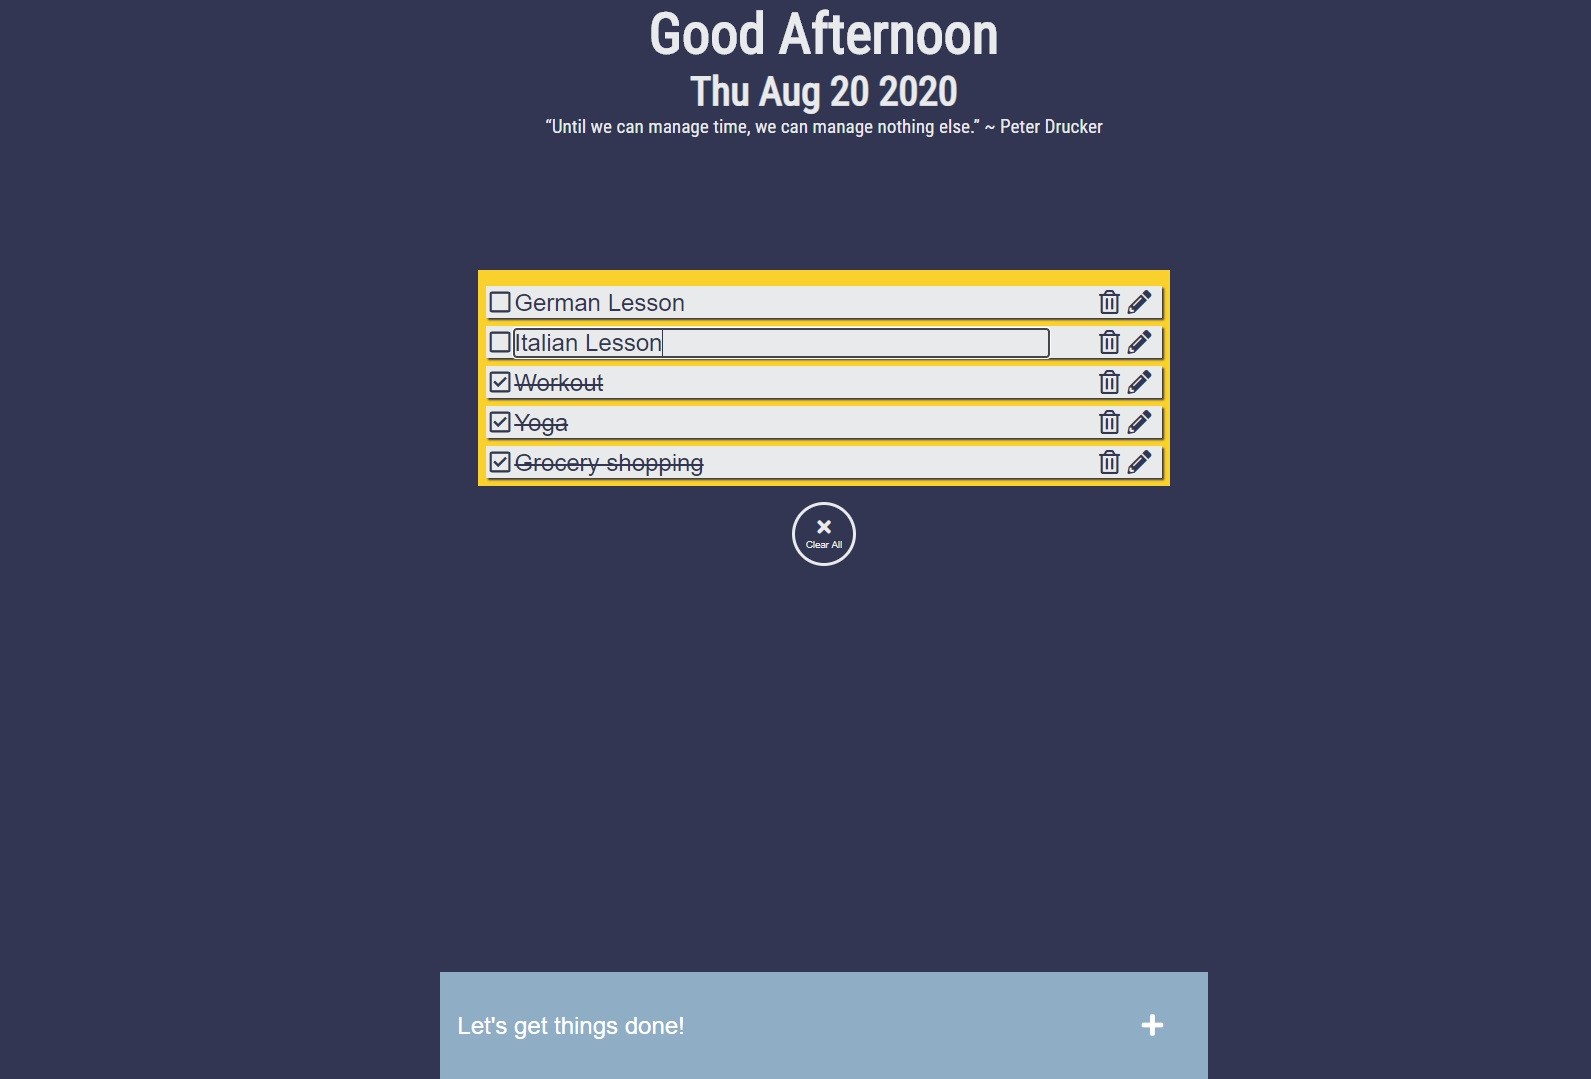 Good Afternoon
Thu Aug 20 2020
“Until we can manage time, we can manage nothing else.” ~ Peter Drucker
German Lesson
Italian Lesson
Workout
Yoga
Grocery shopping
Clear All
Let's get things done!